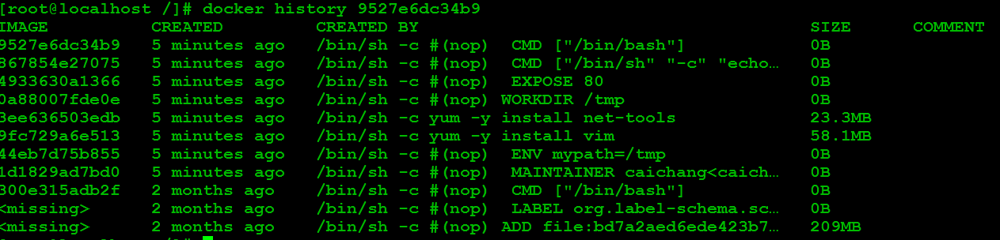 [root@localhost /]# docker history 9527e6dc34b9
IMAGE CREATED CREATED BY SIZE COMMENT
9527e6dc34b9 5 minutes ago /bin/sh -c #(nop) CMD ["/bin/bash"] 0B
867854e27075 5 minutes ago /bin/sh -c #(nop) CMD ["/bin/sh" "-c" "echo… 0B
4933630a1366 5 minutes ago /bin/sh -c #(nop) EXPOSE 80 0B
0a88007fde0e 5 minutes ago /bin/sh -c #(nop) WORKDIR /tmp 0B
3ee636503edb 5 minutes ago /bin/sh -c yum -y install net-tools 23.3MB
9fc729a6e513 5 minutes ago /bin/sh -c yum -y install vim 58.1MB
44eb7d75b855 5 minutes ago /bin/sh -c #(nop) ENV mypath=/tmp 0B
1d1829ad7bd0 5 minutes ago /bin/sh -c #(nop) MAINTAINER caichang<caich… 0B
300e315adb2f 2 months ago /bin/sh -c #(nop) CMD ["/bin/bash"] 0B
<missing> 2 months ago /bin/sh -c #(nop) LABEL org.label-schema.sc… 0B
<missing> 2 months ago /bin/sh -c #(nop) ADD file:bd7a2aed6ede423b7… 209MB